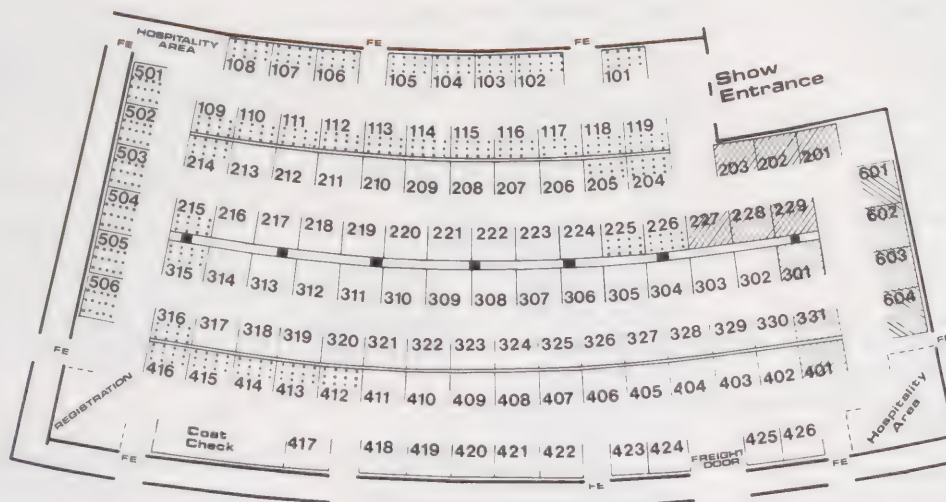 HOSPITALITY
AREA
FE
FE
FE
108 107 106 105 104 103 102 101
Show
Entrance
501
502
503
504
505
506
109 110 111 112 113 114 115 116 117 118 119
214 213 212 211 210 209 208 207 206 205 204
203 202 201
215 216 217 218 219 220 221 222 223 224 225 226 227 228 229
315 314 313 312 311 310 309 308 307 306 305 304 303 302 301
316 317 318 319 320 321 322 323 324 325 326 327 328 329 330 331
416 415 414 413 412 411 410 409 408 407 406 405 404 403 402 401
601
602
603
604
FE
FE
REGISTRATION
Hospitality
Area
Coat
Check
417 418 419 420 421 422 423 424
FREIGHT
DOOR
425 426
FE
FE
FE